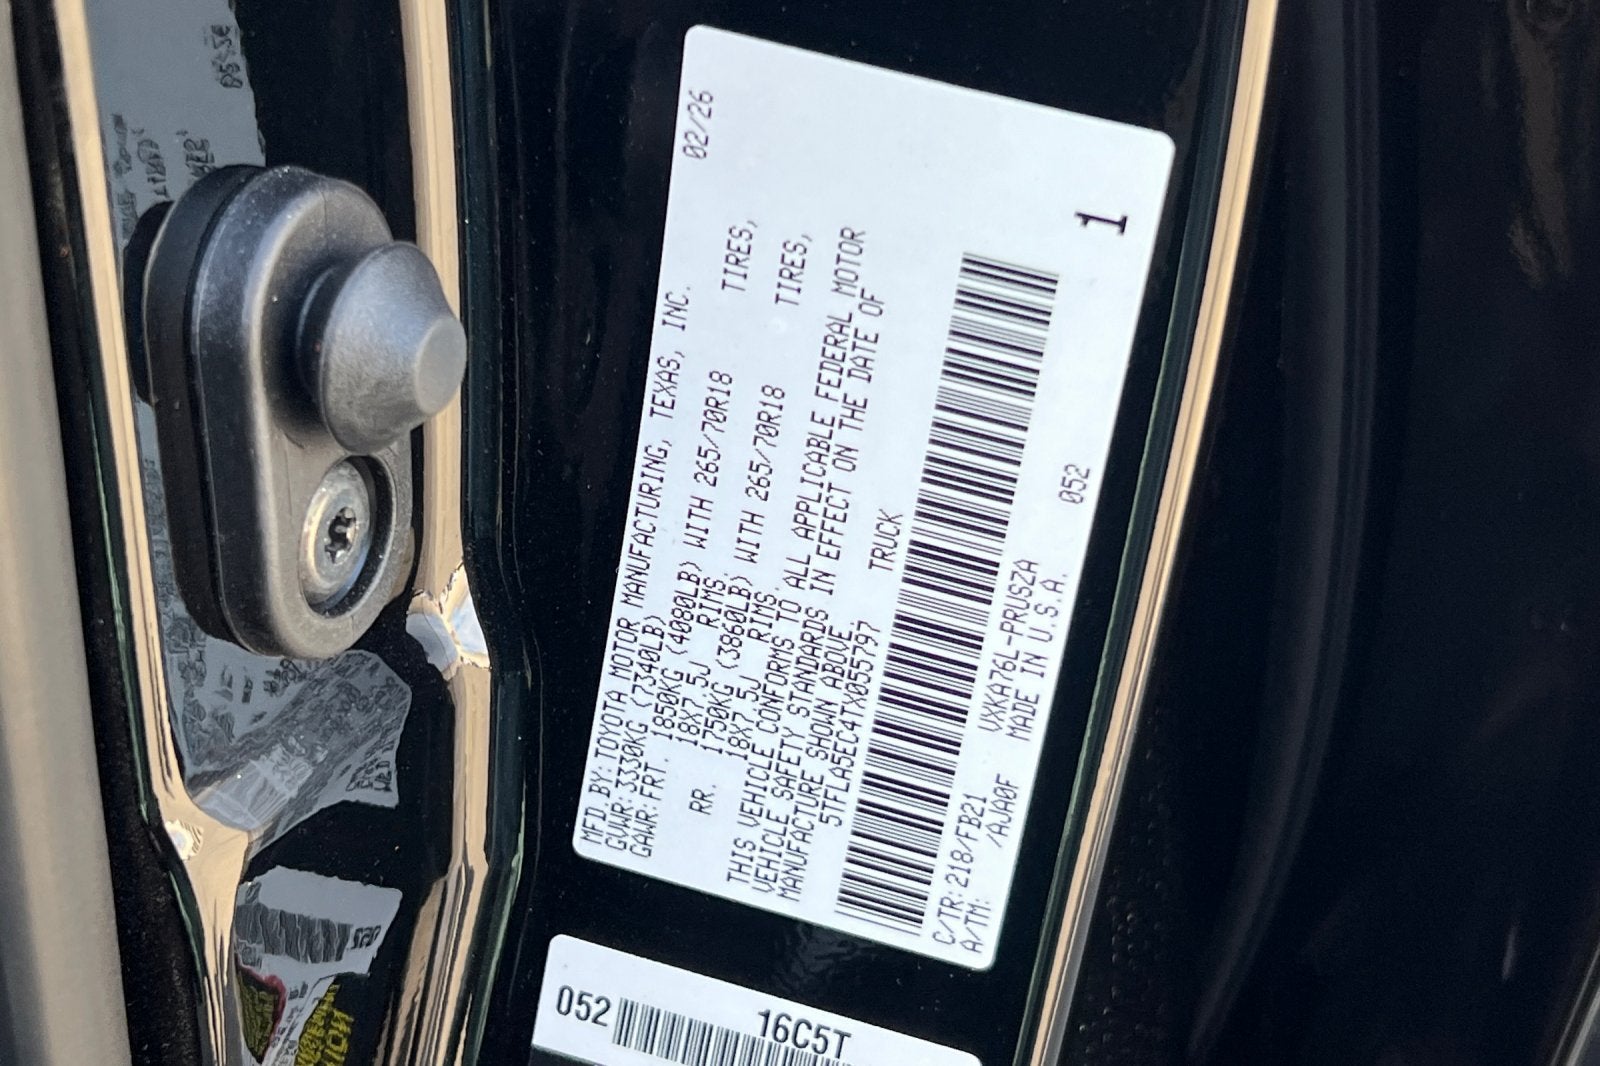 MFD.BY:TOYOTA MOTOR MANUFACTURING, TEXAS, INC. 02/26
GVWR:3330KG (7340LB)
GAWR:FRT. 1850KG (4080LB) WITH 265/70R18 TIRES,
18X7.5J RIMS,
RR. 1750KG (3860LB) WITH 265/70R18 TIRES,
18X7.5J RIMS.
THIS VEHICLE CONFORMS TO ALL APPLICABLE FEDERAL MOTOR
VEHICLE SAFETY STANDARDS IN EFFECT ON THE DATE OF
MANUFACTURE SHOWN ABOVE.
5TFLA5EC4TX055797 TRUCK
1
C/TR:218/FB21 VXKA76L-PRUSZA 052
A/TM: /AJA0F MADE IN U.S.A.
052 16C5T